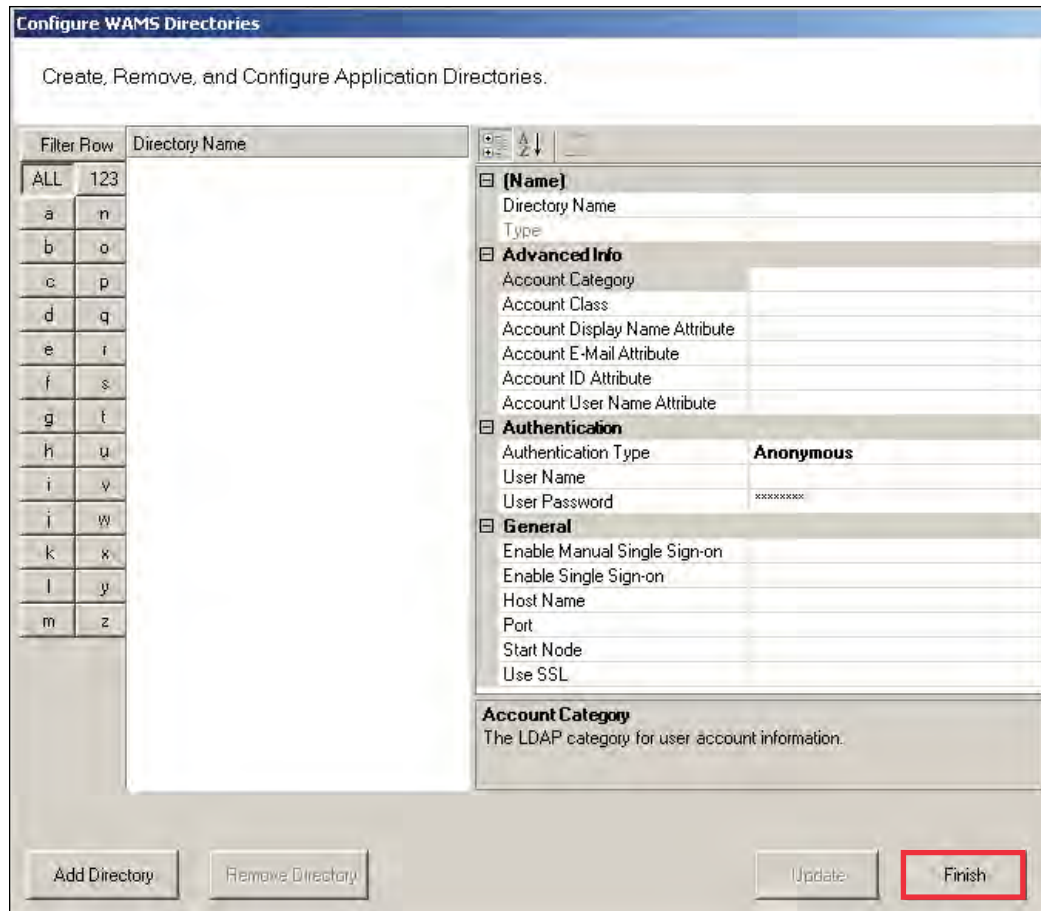 Configure WAMS Directories
Create, Remove, and Configure Application Directories.
Filter Row
Directory Name
ALL 123
a n
b o
c p
d q
e r
f s
g t
h u
i v
j w
k x
l y
m z
(Name)
Directory Name
Type
Advanced Info
Account Category
Account Class
Account Display Name Attribute
Account E-Mail Attribute
Account ID Attribute
Account User Name Attribute
Authentication
Authentication Type Anonymous
User Name
User Password ********
General
Enable Manual Single Sign-on
Enable Single Sign-on
Host Name
Port
Start Node
Use SSL
Account Category
The LDAP category for user account information.
Add Directory Remove Directory Update Finish